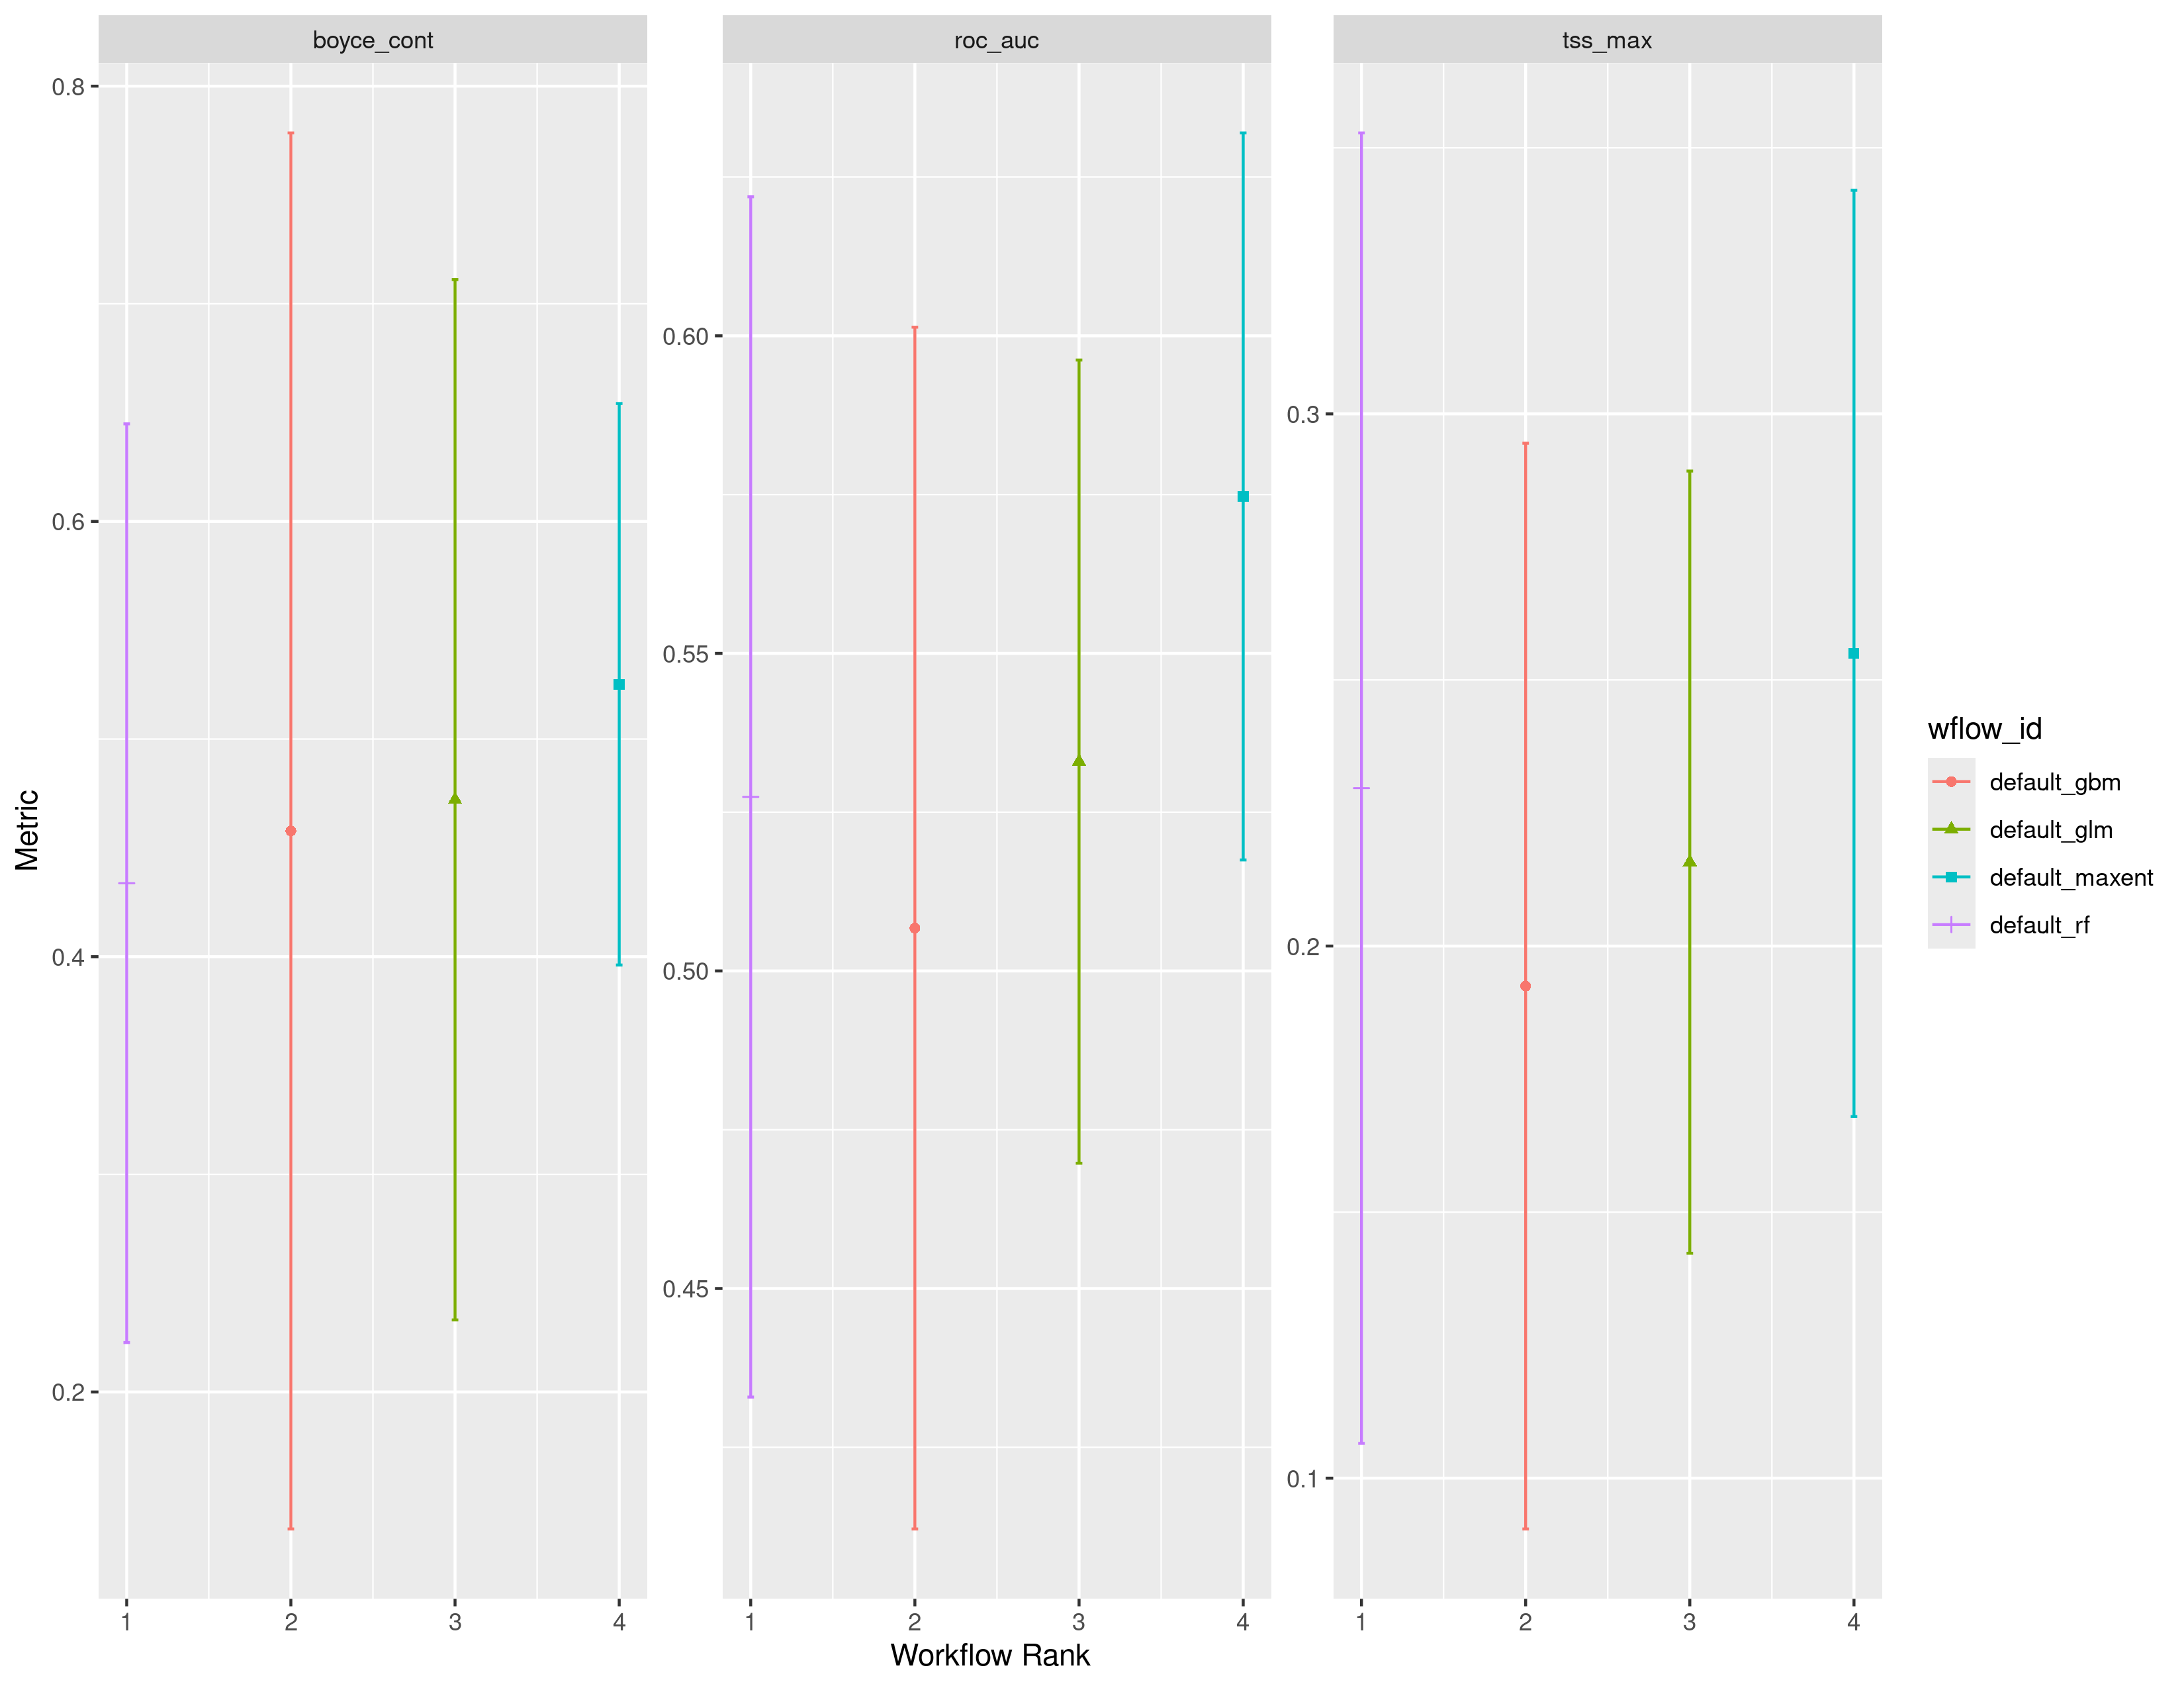 boyce_cont
roc_auc
tss_max
Metric
0.8
0.6
0.4
0.2
0.60
0.55
0.50
0.45
0.3
0.2
0.1
1 2 3 4
1 2 3 4
1 2 3 4
Workflow Rank
wflow_id
default_gbm
default_glm
default_maxent
default_rf